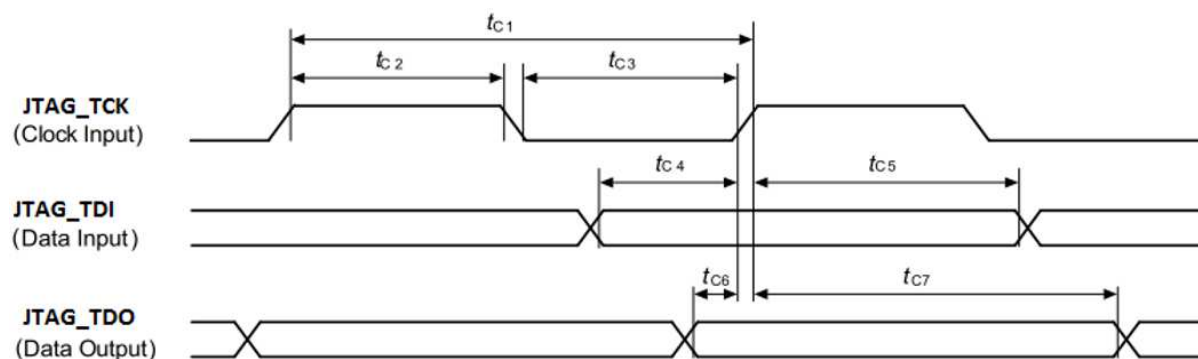 tC1
tC2 tC3
JTAG_TCK
(Clock Input)
tC4 tC5
JTAG_TDI
(Data Input)
tC6 tC7
JTAG_TDO
(Data Output)